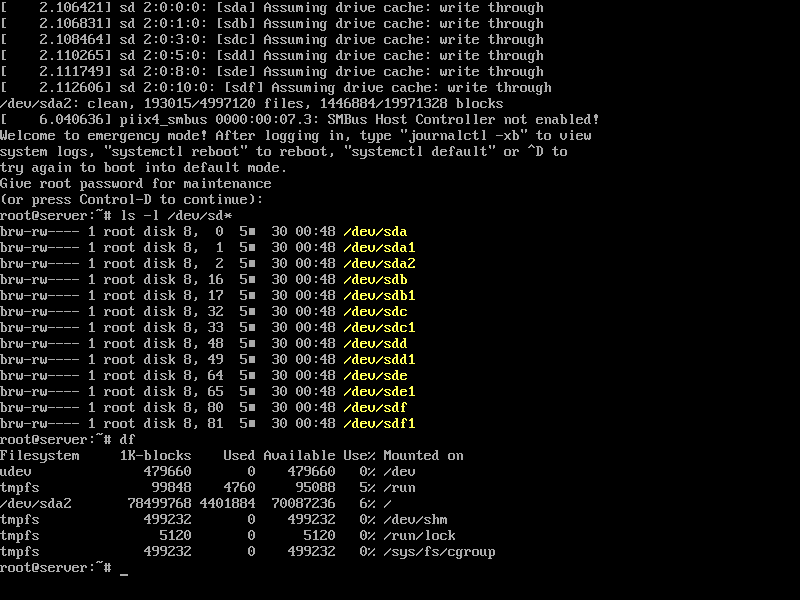 [    2.106421] sd 2:0:0:0: [sda] Assuming drive cache: write through
[    2.106831] sd 2:0:1:0: [sdb] Assuming drive cache: write through
[    2.108464] sd 2:0:3:0: [sdc] Assuming drive cache: write through
[    2.110265] sd 2:0:5:0: [sdd] Assuming drive cache: write through
[    2.111749] sd 2:0:8:0: [sde] Assuming drive cache: write through
[    2.112606] sd 2:0:10:0: [sdf] Assuming drive cache: write through
/dev/sda2: clean, 193015/4997120 files, 1446884/19971328 blocks
[    6.040636] piix4_smbus 0000:00:07.3: SMBus Host Controller not enabled!
Welcome to emergency mode! After logging in, type "journalctl -xb" to view
system logs, "systemctl reboot" to reboot, "systemctl default" or ^D to
try again to boot into default mode.
Give root password for maintenance
(or press Control-D to continue):
root@server:~# ls -l /dev/sd*
brw-rw---- 1 root disk 8,  0  5■  30 00:48 /dev/sda
brw-rw---- 1 root disk 8,  1  5■  30 00:48 /dev/sda1
brw-rw---- 1 root disk 8,  2  5■  30 00:48 /dev/sda2
brw-rw---- 1 root disk 8, 16  5■  30 00:48 /dev/sdb
brw-rw---- 1 root disk 8, 17  5■  30 00:48 /dev/sdb1
brw-rw---- 1 root disk 8, 32  5■  30 00:48 /dev/sdc
brw-rw---- 1 root disk 8, 33  5■  30 00:48 /dev/sdc1
brw-rw---- 1 root disk 8, 48  5■  30 00:48 /dev/sdd
brw-rw---- 1 root disk 8, 49  5■  30 00:48 /dev/sdd1
brw-rw---- 1 root disk 8, 64  5■  30 00:48 /dev/sde
brw-rw---- 1 root disk 8, 65  5■  30 00:48 /dev/sde1
brw-rw---- 1 root disk 8, 80  5■  30 00:48 /dev/sdf
brw-rw---- 1 root disk 8, 81  5■  30 00:48 /dev/sdf1
root@server:~# df
Filesystem     1K-blocks    Used Available Use% Mounted on
udev              479660       0    479660   0% /dev
tmpfs              99848    4760     95088   5% /run
/dev/sda2       78499768 4401884  70087236   6% /
tmpfs             499232       0    499232   0% /dev/shm
tmpfs               5120       0      5120   0% /run/lock
tmpfs             499232       0    499232   0% /sys/fs/cgroup
root@server:~# _